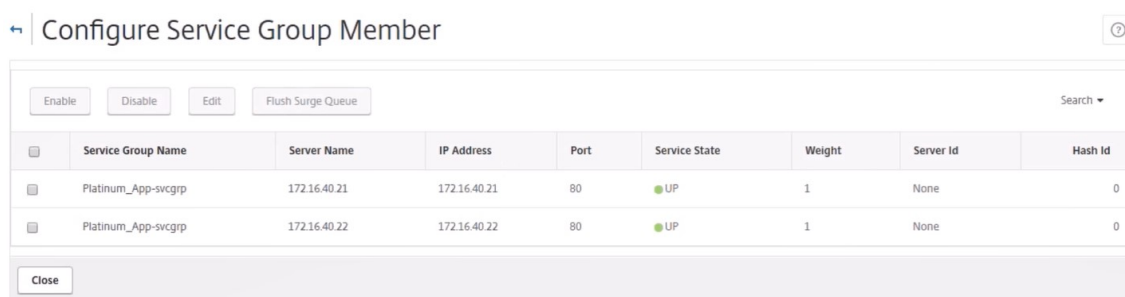 Configure Service Group Member
?
Enable Disable Edit Flush Surge Queue Search
Service Group Name Server Name IP Address Port Service State Weight Server Id Hash Id
Platinum_App-svcgrp 172.16.40.21 172.16.40.21 80 UP 1 None 0
Platinum_App-svcgrp 172.16.40.22 172.16.40.22 80 UP 1 None 0
Close